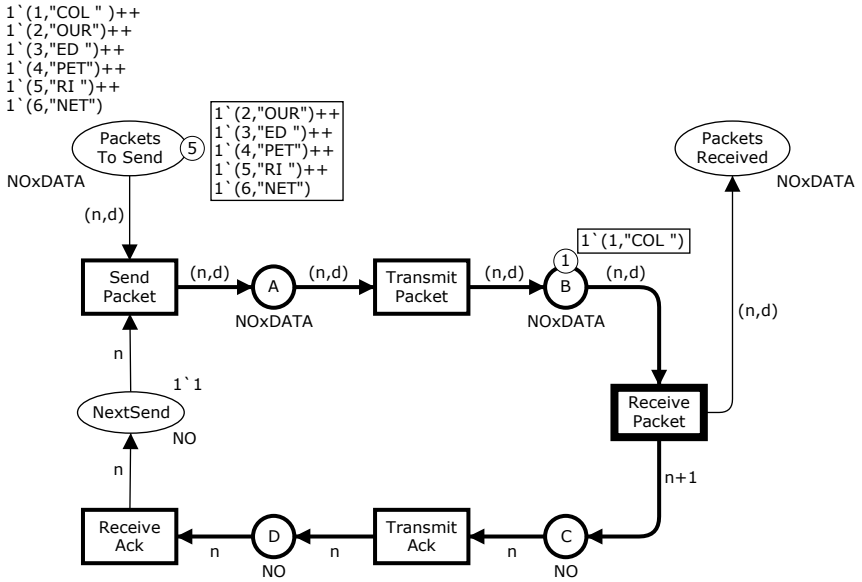 1`(1,"COL ")++
1`(2,"OUR")++
1`(3,"ED ")++
1`(4,"PET")++
1`(5,"RI ")++
1`(6,"NET")
Packets
To Send
5
1`(2,"OUR")++
1`(3,"ED ")++
1`(4,"PET")++
1`(5,"RI ")++
1`(6,"NET")
NOxDATA
Packets
Received
NOxDATA
(n,d)
1`(1,"COL ")
1
Send
Packet
(n,d)
A
NOxDATA
(n,d)
Transmit
Packet
(n,d)
B
NOxDATA
(n,d)
(n,d)
n
1`1
NextSend
NO
n
Receive
Packet
n+1
Receive
Ack
n
D
NO
n
Transmit
Ack
n
C
NO